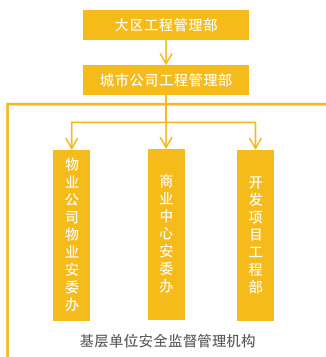 大区工程管理部
城市公司工程管理部
物业公司物业安委办
商业中心安委办
开发项目工程部
基层单位安全监督管理机构